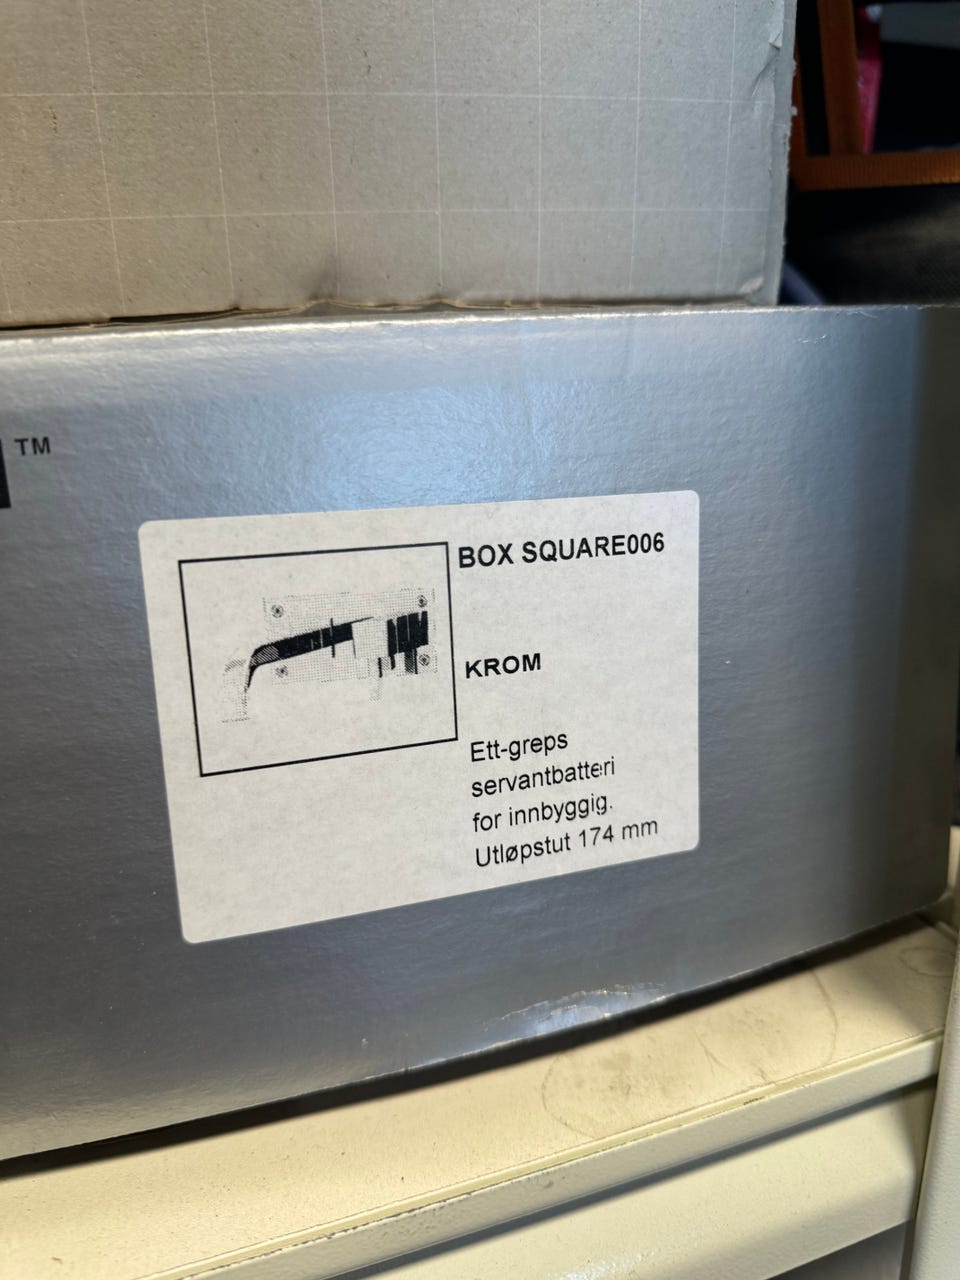 TM
BOX SQUARE006
KROM
Ett-greps
servantbatteri
for innbyggig.
Utløpstut 174 mm